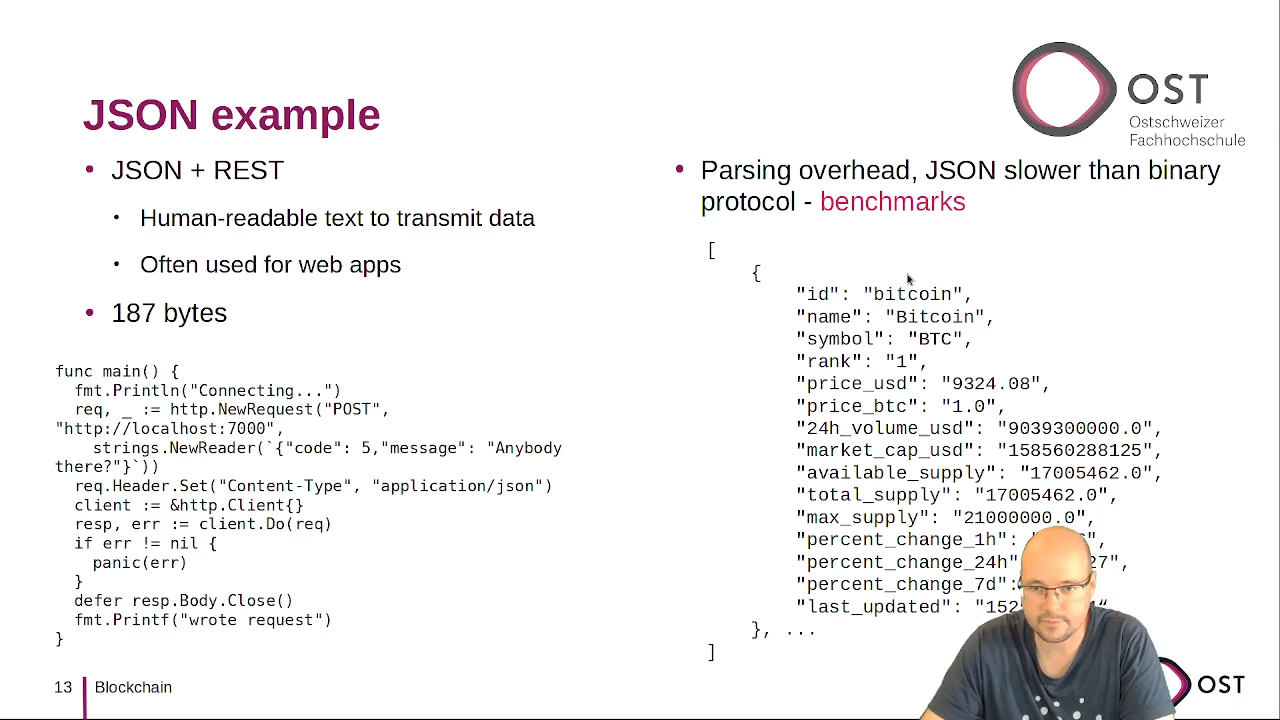 JSON example
OST
Ostschweizer
Fachhochschule
• JSON + REST
• Human-readable text to transmit data
• Often used for web apps
• 187 bytes
func main() {
fmt.Println("Connecting...")
req, _ := http.NewRequest("POST",
"http://localhost:7000",
strings.NewReader(`{"code": 5,"message": "Anybody
there?"}`))
req.Header.Set("Content-Type", "application/json")
client := &http.Client{}
resp, err := client.Do(req)
if err != nil {
panic(err)
}
defer resp.Body.Close()
fmt.Printf("wrote request")
}
• Parsing overhead, JSON slower than binary
protocol - benchmarks
[
{
"id": "bitcoin",
"name": "Bitcoin",
"symbol": "BTC",
"rank": "1",
"price_usd": "9324.08",
"price_btc": "1.0",
"24h_volume_usd": "9039300000.0",
"market_cap_usd": "158560288125",
"available_supply": "17005462.0",
"total_supply": "17005462.0",
"max_supply": "21000000.0",
"percent_change_1h":
"percent_change_24h"
"percent_change_7d":
"last_updated":
}, ...
]
13 Blockchain
OST